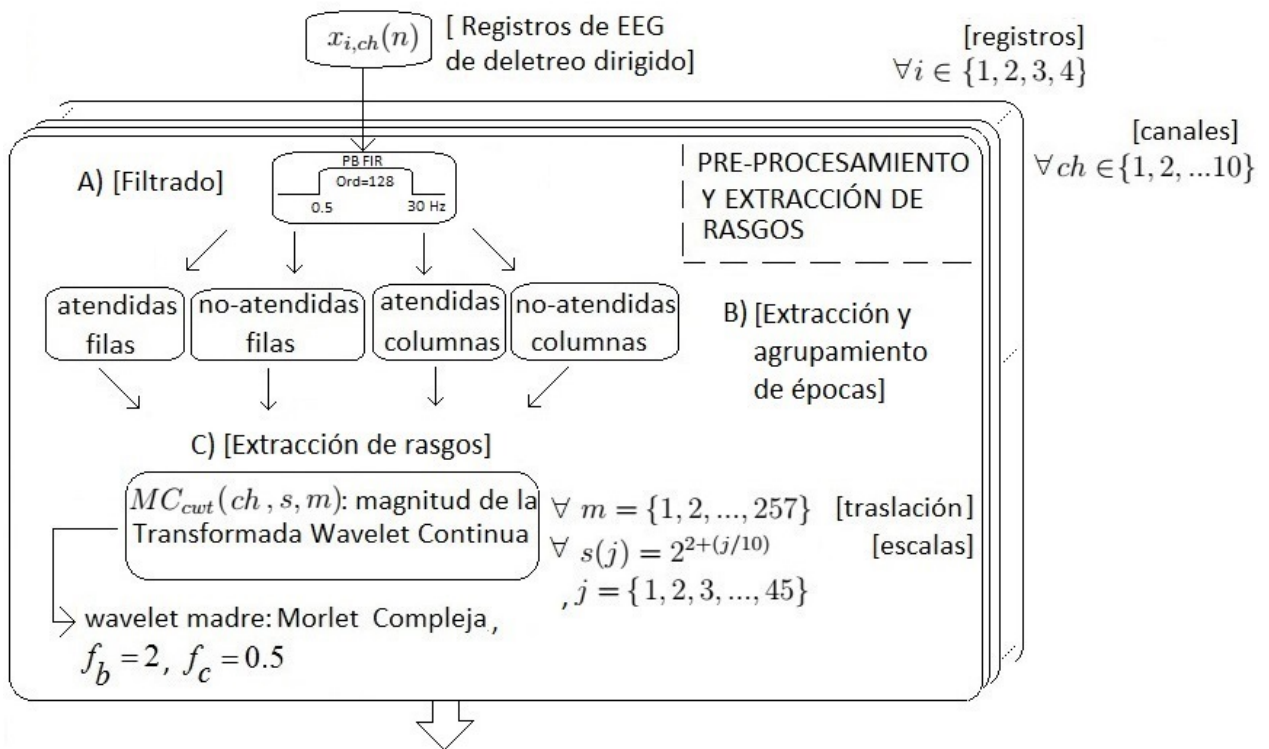 x_{i,ch}(n)
[ Registros de EEG
de deletreo dirigido]
[registros]
∀i ∈ {1, 2, 3, 4}
[canales]
∀ch ∈{1, 2, ...10}
A) [Filtrado]
PB FIR
Ord=128
0.5 30 Hz
PRE-PROCESAMIENTO
Y EXTRACCIÓN DE
RASGOS
atendidas
filas
no-atendidas
filas
atendidas
columnas
no-atendidas
columnas
B) [Extracción y
agrupamiento
de épocas]
C) [Extracción de rasgos]
MC_{cwt}(ch , s, m): magnitud de la
Transformada Wavelet Continua
∀ m = {1, 2, ..., 257} [traslación]
∀ s(j) = 2^{2+(j/10)} [escalas]
, j = {1, 2, 3, ..., 45}
wavelet madre: Morlet Compleja,
f_b = 2, f_c = 0.5